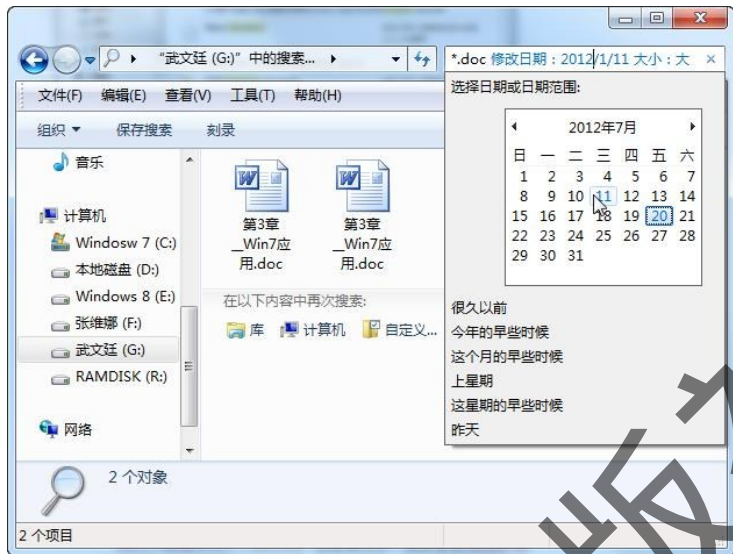 "武文廷 (G:)"中的搜索...
*.doc 修改日期：2012/1/11 大小：大
文件(F) 编辑(E) 查看(V) 工具(T) 帮助(H)
组织 保存搜索 刻录
音乐
计算机
Windosw 7 (C:)
本地磁盘 (D:)
Windows 8 (E:)
张维娜 (F:)
武文廷 (G:)
RAMDISK (R:)
网络
第3章
__Win7应
用.doc
第3章
__Win7应
用.doc
在以下内容中再次搜索:
库 计算机 自定义...
选择日期或日期范围:
2012年7月
日 一 二 三 四 五 六
1 2 3 4 5 6 7
8 9 10 11 12 13 14
15 16 17 18 19 20 21
22 23 24 25 26 27 28
29 30 31
很久以前
今年的早些时候
这个月的早些时候
上星期
这星期的早些时候
昨天
2 个对象
2 个项目
版